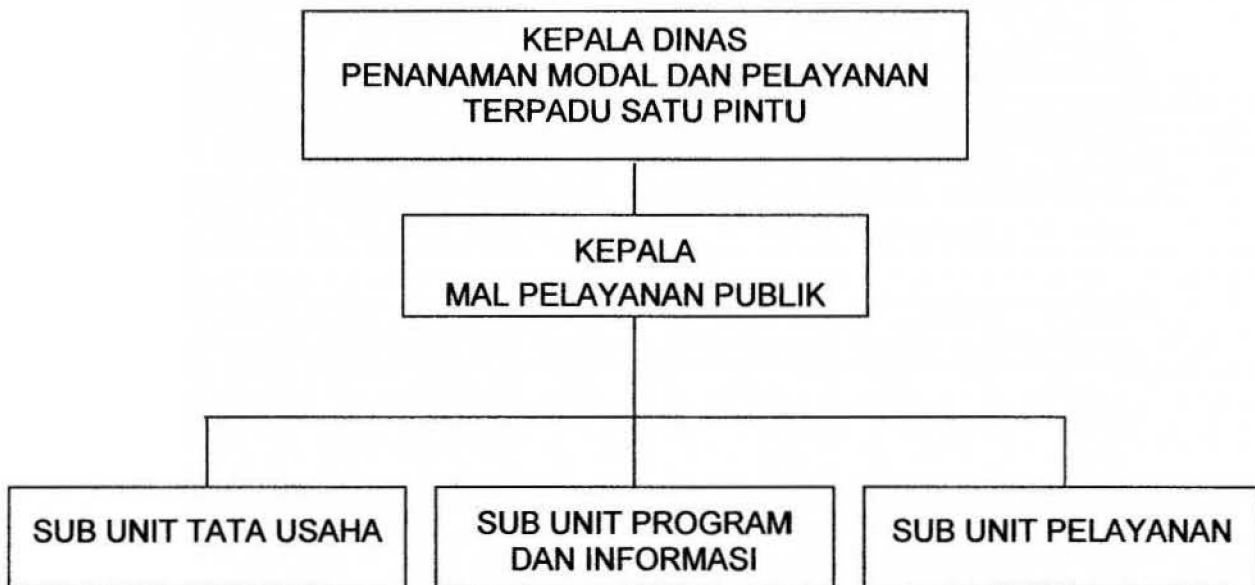 KEPALA DINAS
PENANAMAN MODAL DAN PELAYANAN
TERPADU SATU PINTU
KEPALA
MAL PELAYANAN PUBLIK
SUB UNIT TATA USAHA
SUB UNIT PROGRAM
DAN INFORMASI
SUB UNIT PELAYANAN